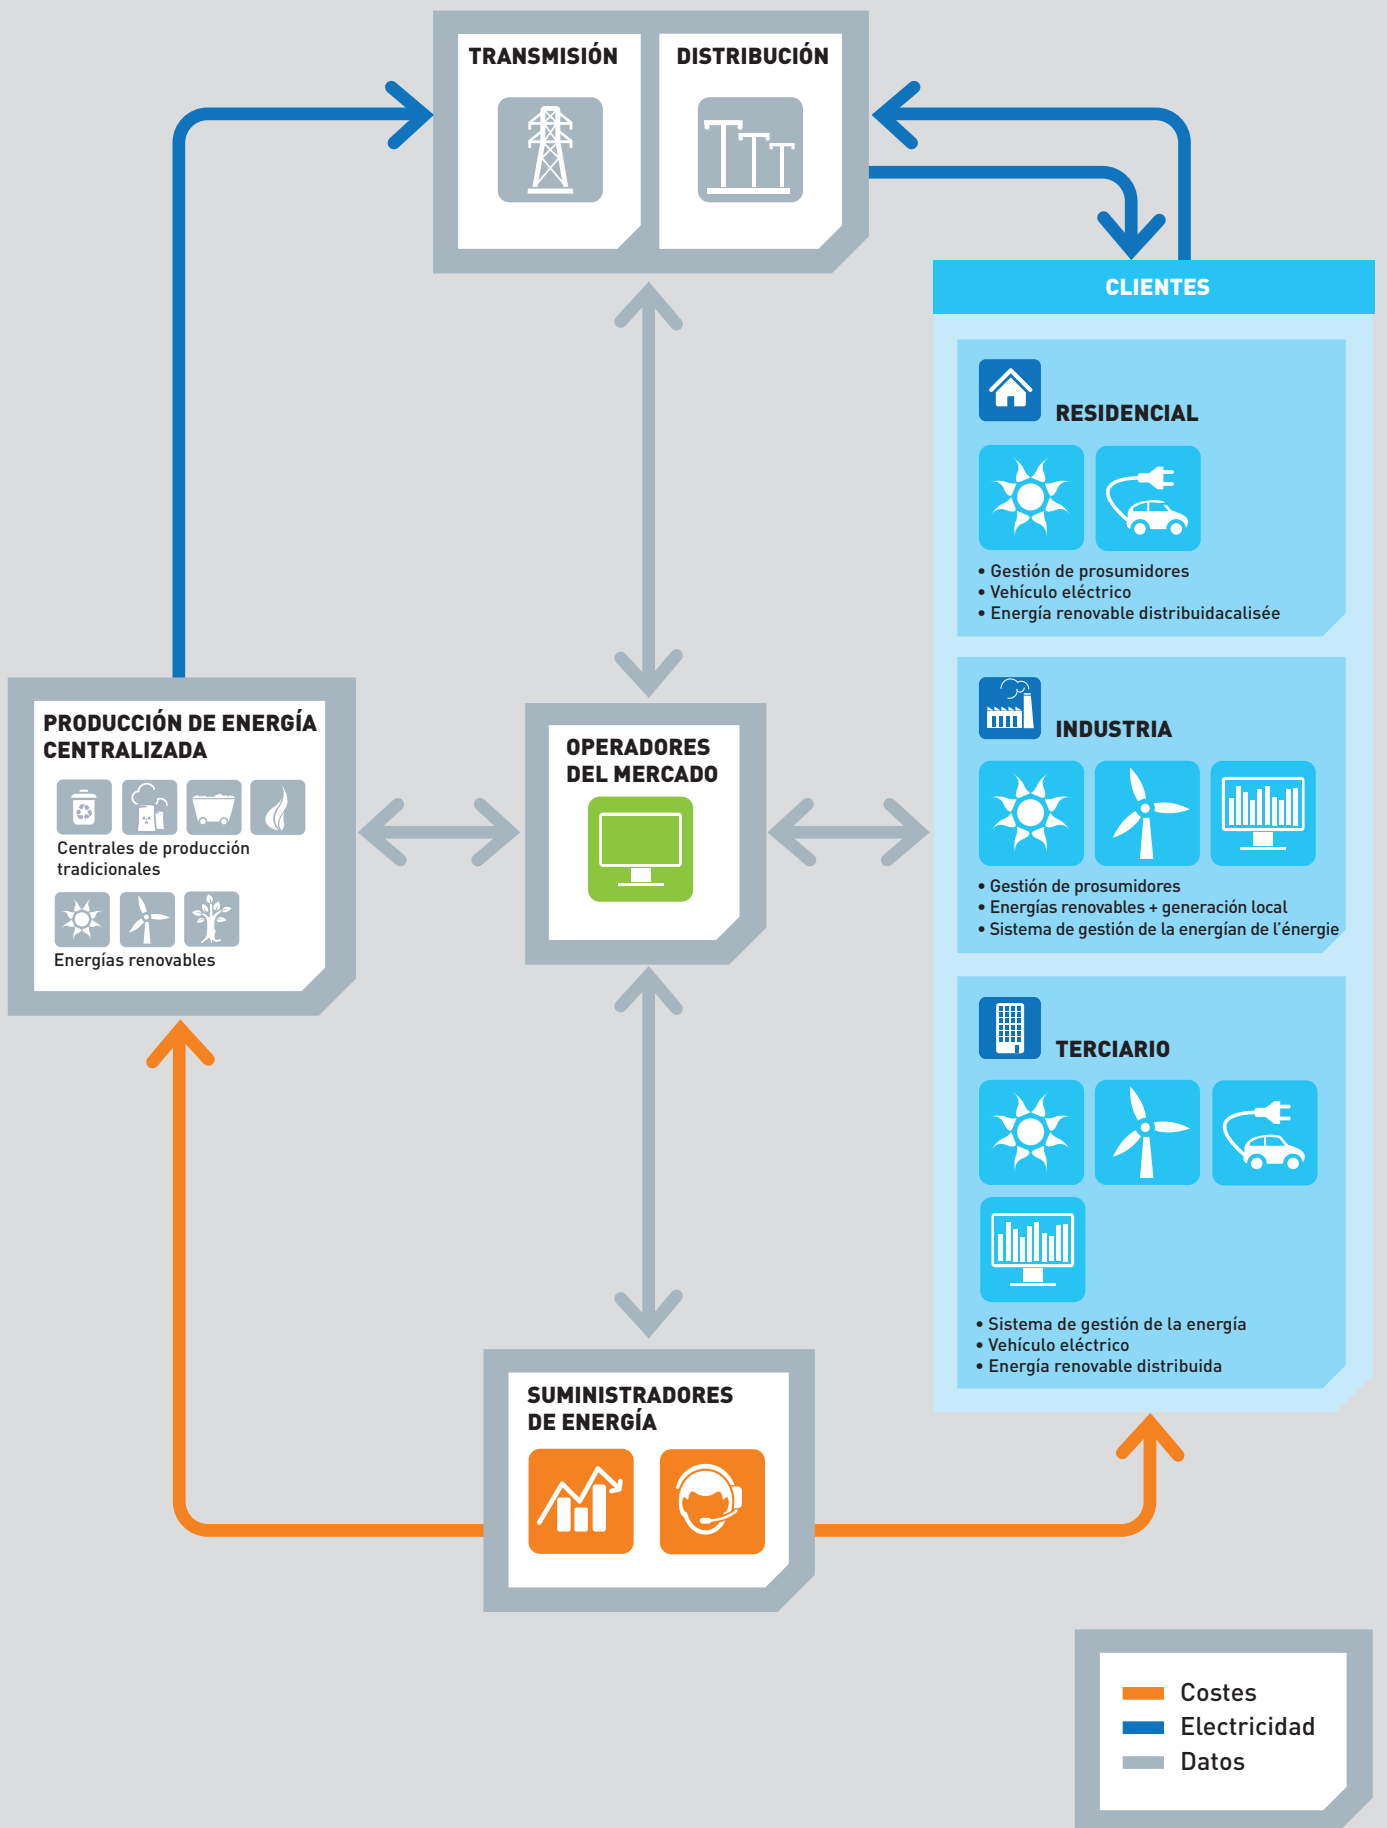 TRANSMISIÓN
DISTRIBUCIÓN
CLIENTES
RESIDENCIAL
• Gestión de prosumidores
• Vehículo eléctrico
• Energía renovable distribuidacalisée
PRODUCCIÓN DE ENERGÍA
CENTRALIZADA
Centrales de producción
tradicionales
Energías renovables
OPERADORES
DEL MERCADO
INDUSTRIA
• Gestión de prosumidores
• Energías renovables + generación local
• Sistema de gestión de la energían de l’énergie
TERCIARIO
• Sistema de gestión de la energía
• Vehículo eléctrico
• Energía renovable distribuida
SUMINISTRADORES
DE ENERGÍA
Costes
Electricidad
Datos